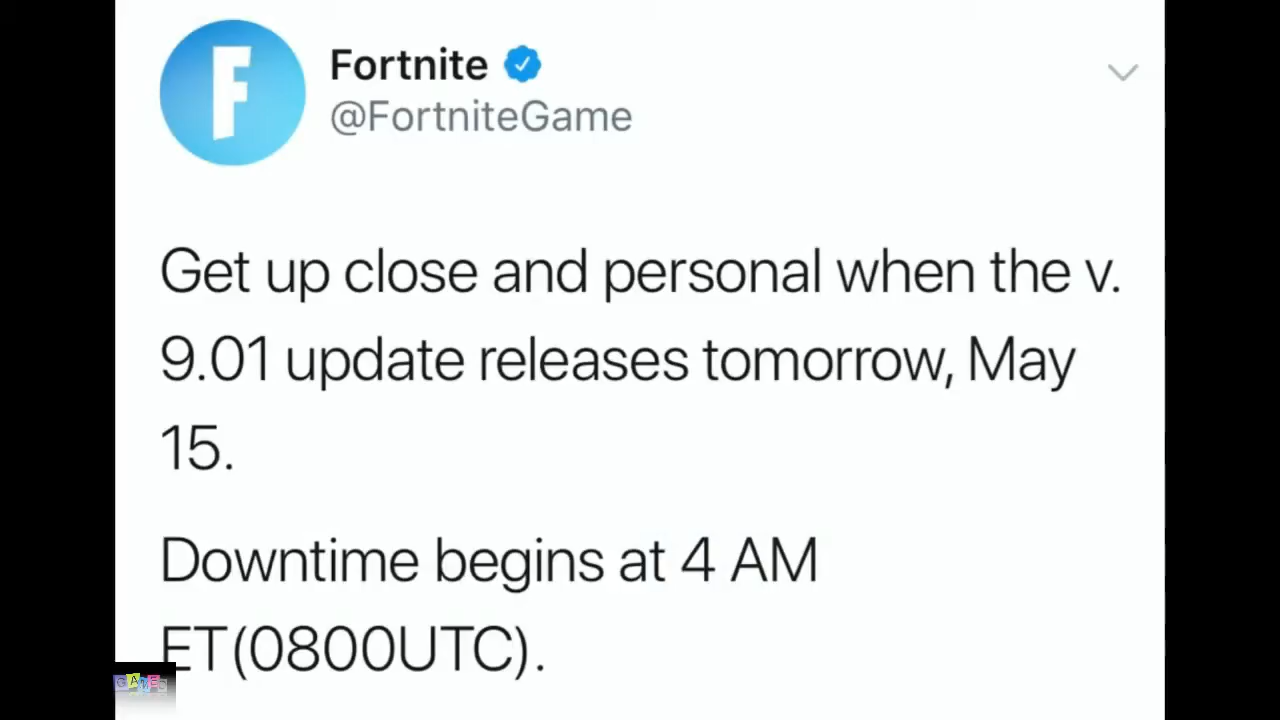 Fortnite
@FortniteGame
Get up close and personal when the v.
9.01 update releases tomorrow, May
15.
Downtime begins at 4 AM
ET(0800UTC).
GAMES